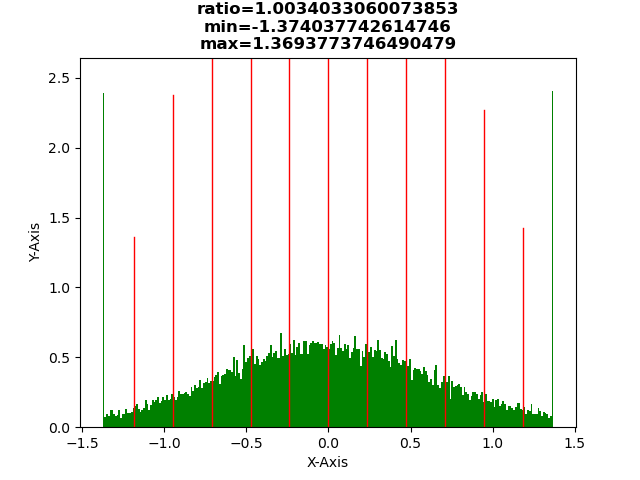 ratio=1.0034033060073853
min=-1.374037742614746
max=1.3693773746490479
2.5
2.0
1.5
1.0
0.5
0.0
Y-Axis
−1.5 −1.0 −0.5 0.0 0.5 1.0 1.5
X-Axis